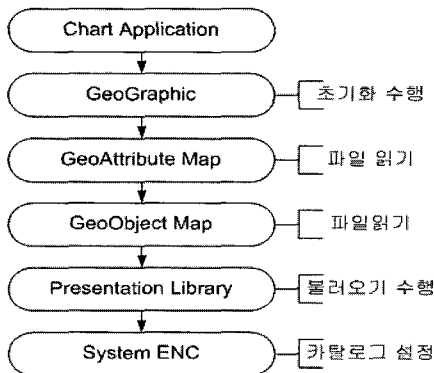 Chart Application
GeoGraphic
초기화 수행
GeoAttribute Map
파일 읽기
GeoObject Map
파일읽기
Presentation Library
불러오기 수행
System ENC
카탈로그 설정